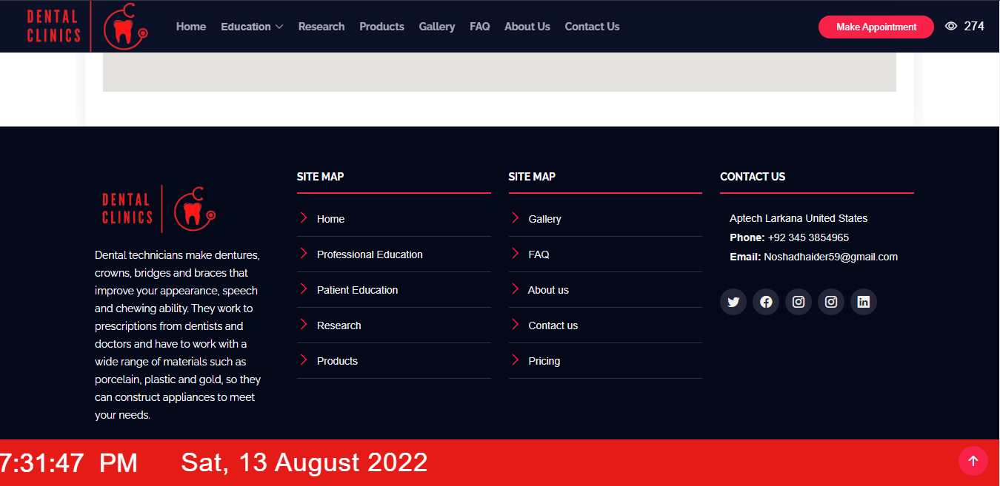 DENTAL
CLINICS
Home Education Research Products Gallery FAQ About Us Contact Us Make Appointment 274
DENTAL
CLINICS
Dental technicians make dentures,
crowns, bridges and braces that
improve your appearance, speech
and chewing ability. They work to
prescriptions from dentists and
doctors and have to work with a
wide range of materials such as
porcelain, plastic and gold, so they
can construct appliances to meet
your needs.
SITE MAP
Home
Professional Education
Patient Education
Research
Products
SITE MAP
Gallery
FAQ
About us
Contact us
Pricing
CONTACT US
Aptech Larkana United States
Phone: +92 345 3854965
Email: Noshadhaider59@gmail.com
7:31:47 PM Sat, 13 August 2022